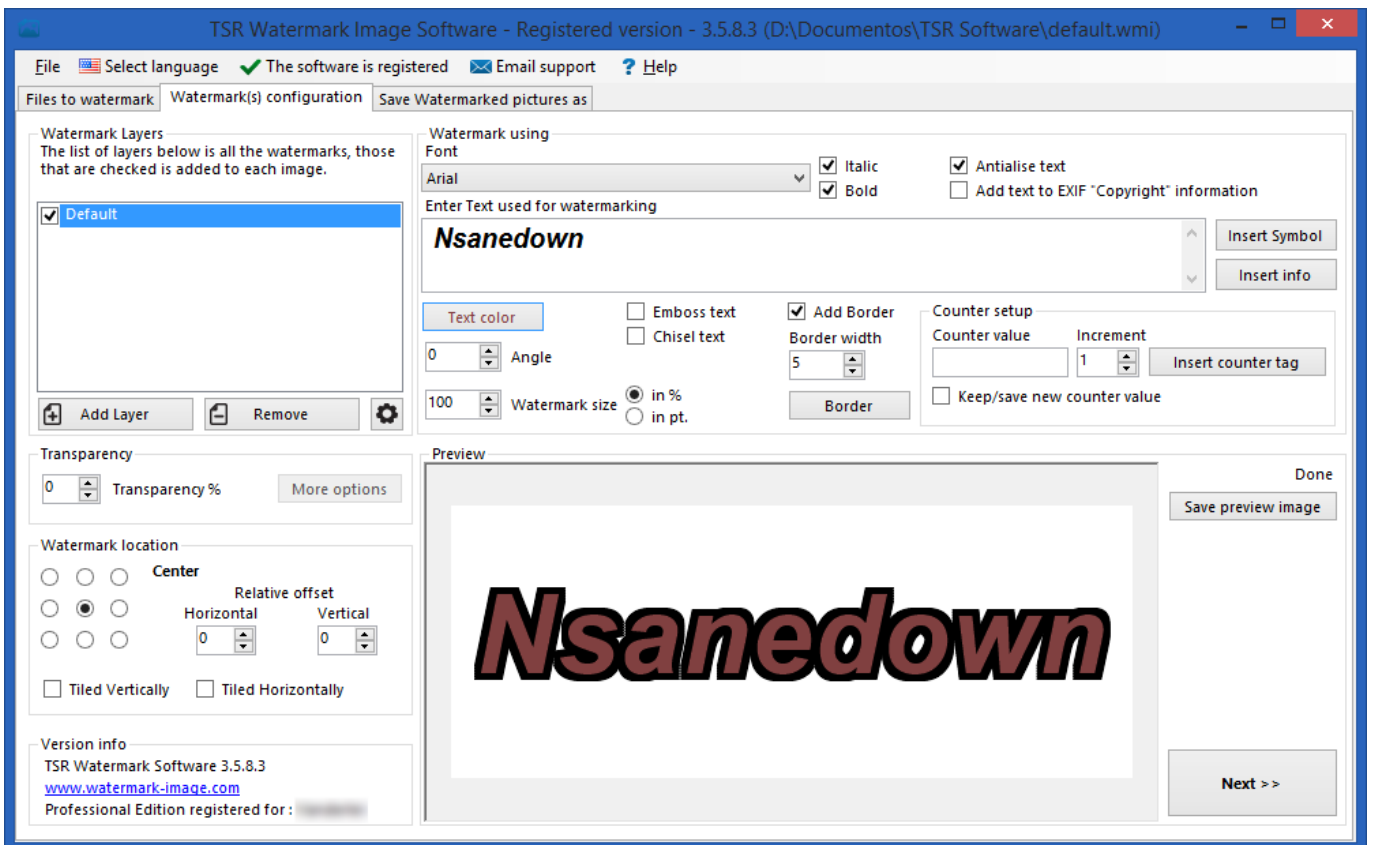 TSR Watermark Image Software - Registered version - 3.5.8.3 (D:\Documentos\TSR Software\default.wmi)
File Select language The software is registered Email support ? Help
Files to watermark Watermark(s) configuration Save Watermarked pictures as
Watermark Layers
The list of layers below is all the watermarks, those
that are checked is added to each image.
Default
Add Layer Remove
Watermark using
Font
Arial
Italic
Bold
Antialise text
Add text to EXIF "Copyright" information
Enter Text used for watermarking
Nsanedown
Insert Symbol
Insert info
Text color
0 Angle
100 Watermark size
in %
in pt.
Emboss text
Chisel text
Add Border
Border width
5
Border
Counter setup
Counter value Increment
1 Insert counter tag
Keep/save new counter value
Transparency
0 Transparency % More options
Watermark location
Center
Relative offset
Horizontal Vertical
0 0
Tiled Vertically Tiled Horizontally
Version info
TSR Watermark Software 3.5.8.3
www.watermark-image.com
Professional Edition registered for :
Preview
Nsanedown
Done
Save preview image
Next >>